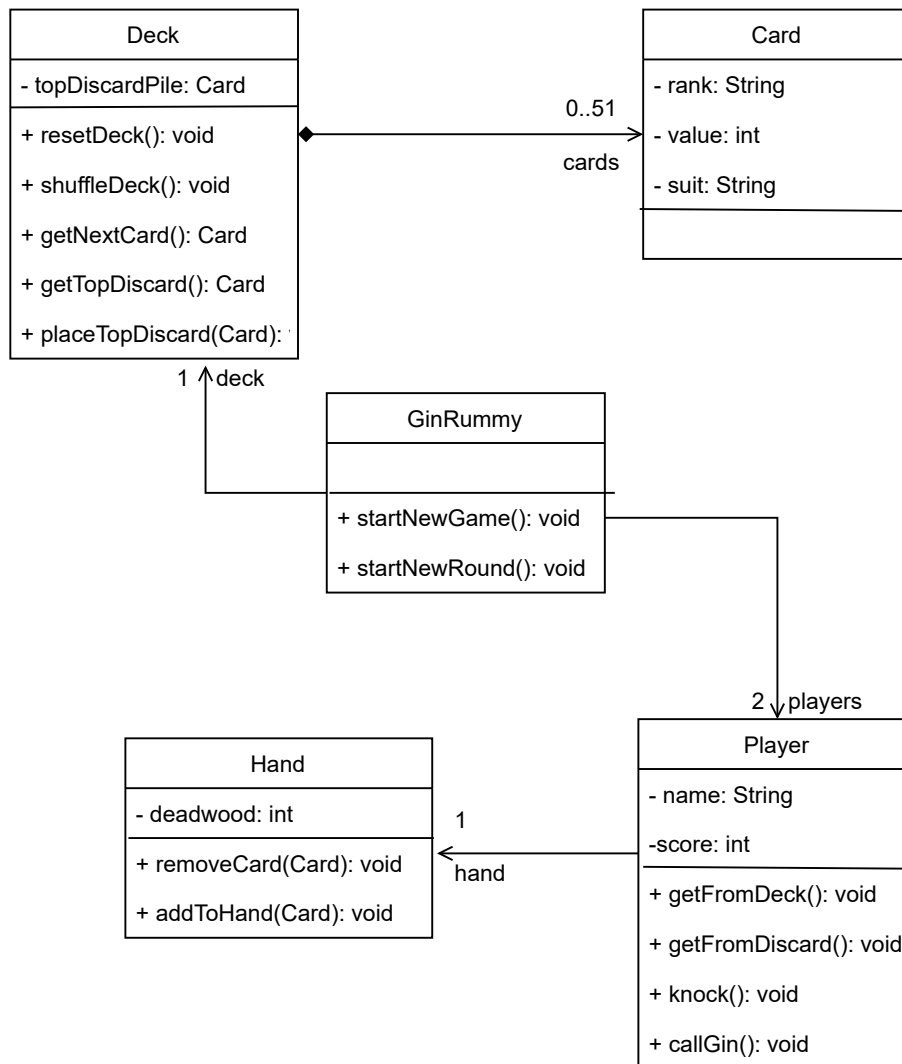 Deck
- topDiscardPile: Card
+ resetDeck(): void
+ shuffleDeck(): void
+ getNextCard(): Card
+ getTopDiscard(): Card
+ placeTopDiscard(Card):
0..51
cards
Card
- rank: String
- value: int
- suit: String
1
deck
GinRummy
+ startNewGame(): void
+ startNewRound(): void
2
players
Hand
- deadwood: int
+ removeCard(Card): void
+ addToHand(Card): void
1
hand
Player
- name: String
-score: int
+ getFromDeck(): void
+ getFromDiscard(): void
+ knock(): void
+ callGin(): void